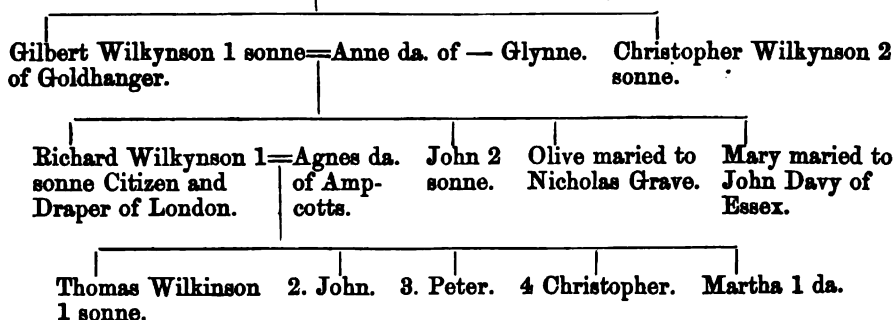 Gilbert Wilkynson 1 sonne=Anne da. of — Glynne. Christopher Wilkynson 2
of Goldhanger. sonne.
Richard Wilkynson 1=Agnes da. John 2 Olive maried to Mary maried to
sonne Citizen and of Amp- sonne. Nicholas Grave. John Davy of
Draper of London. cotts. Essex.
Thomas Wilkinson 2. John. 3. Peter. 4 Christopher. Martha 1 da.
1 sonne.